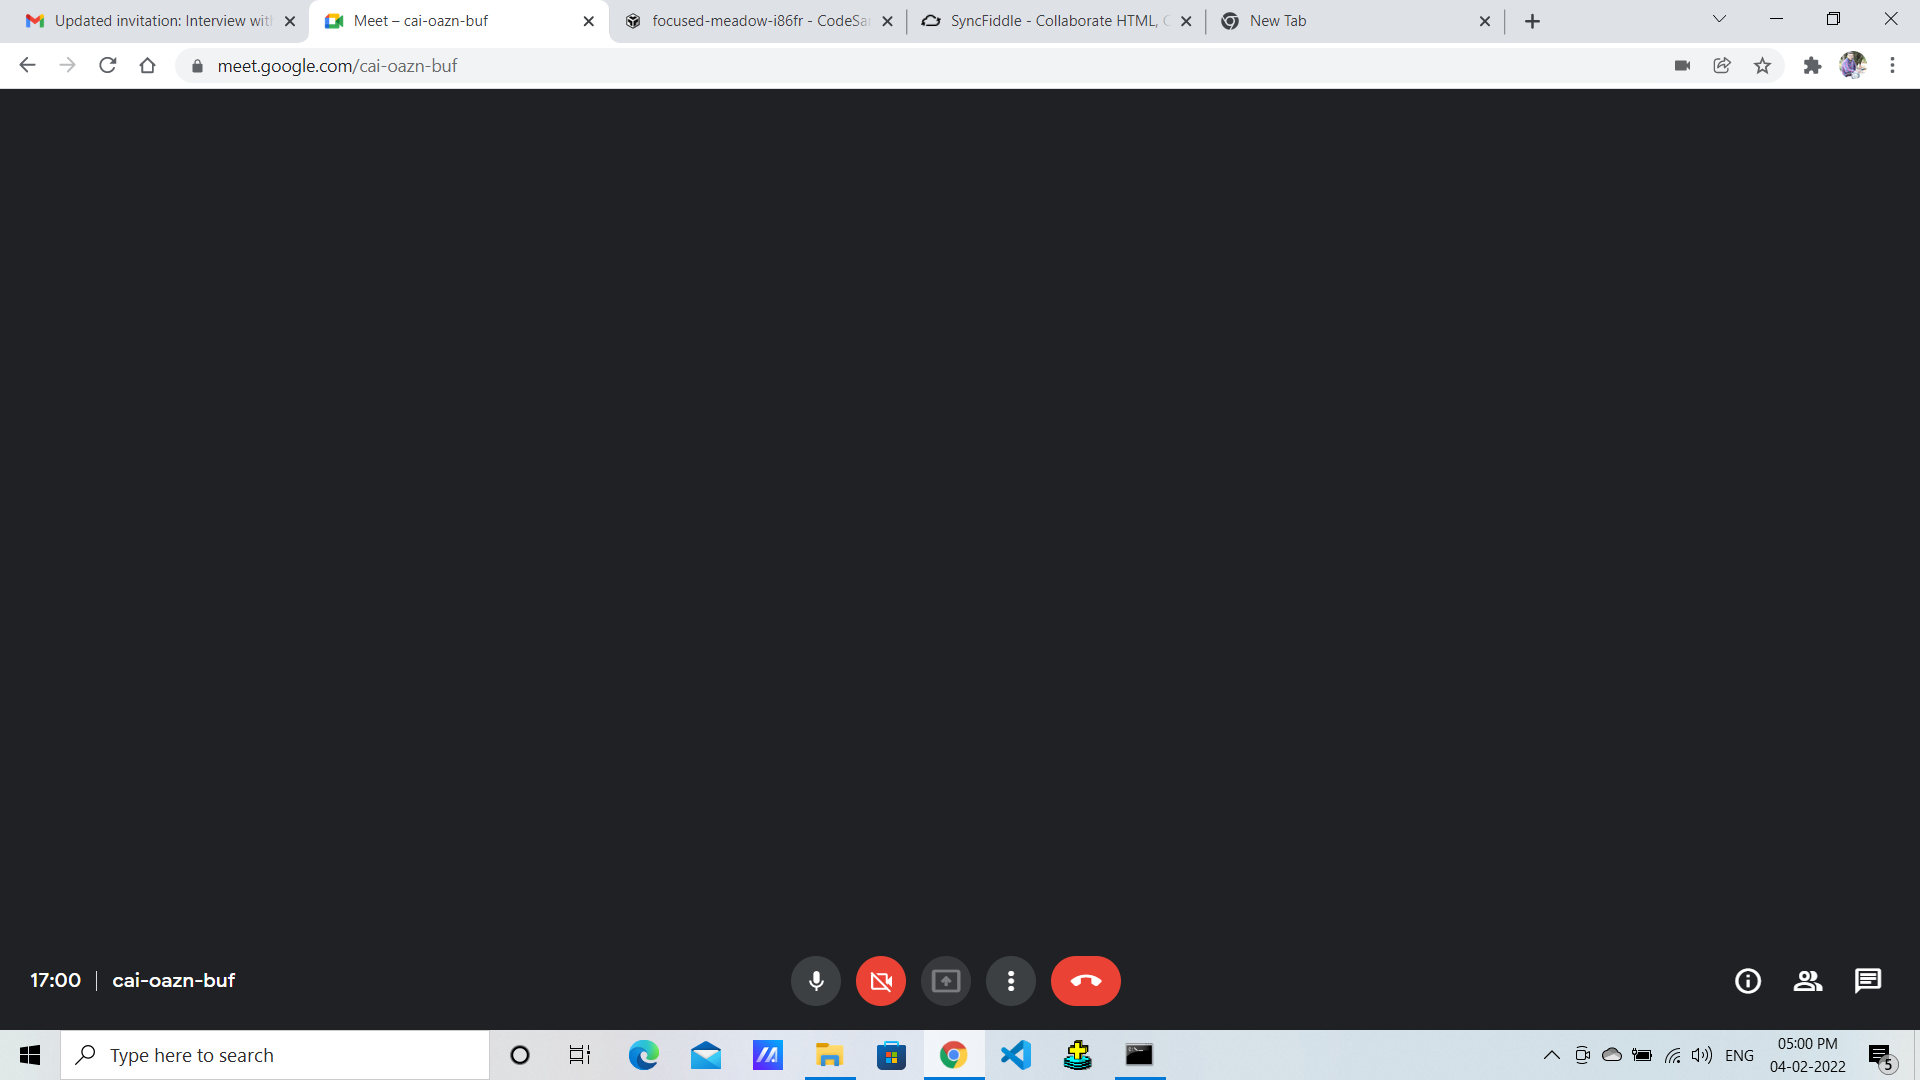 Updated invitation: Interview with
Meet – cai-oazn-buf
focused-meadow-i86fr - CodeSa
SyncFiddle - Collaborate HTML, C
New Tab
meet.google.com/cai-oazn-buf
17:00
cai-oazn-buf
Type here to search
ENG
05:00 PM
04-02-2022
5